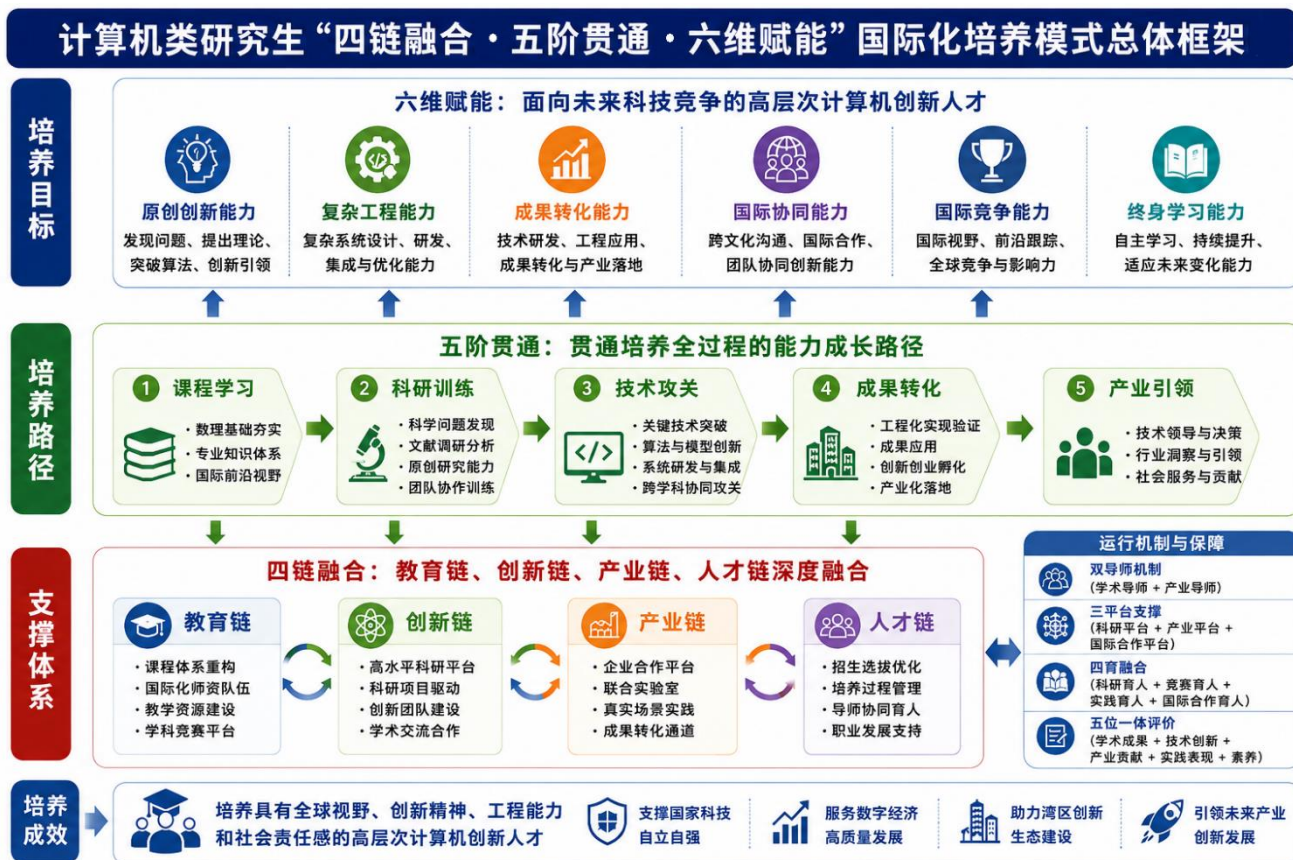 计算机类研究生“四链融合·五阶贯通·六维赋能”国际化培养模式总体框架
培养目标
六维赋能：面向未来科技竞争的高层次计算机创新人才
原创创新能力
发现问题、提出理论、
突破算法、创新引领
复杂工程能力
复杂系统设计、研发、
集成与优化能力
成果转化能力
技术研发、工程应用、
成果转化与产业落地
国际协同能力
跨文化沟通、国际合作、
团队协同创新能力
国际竞争能力
国际视野、前沿跟踪、
全球竞争与影响力
终身学习能力
自主学习、持续提升、
适应未来变化能力
培养路径
五阶贯通：贯通培养全过程的能力成长路径
1 课程学习
• 数理基础夯实
• 专业知识体系
• 国际前沿视野
2 科研训练
• 科学问题发现
• 文献调研分析
• 原创研究能力
• 团队协作训练
3 技术攻关
</>
• 关键技术突破
• 算法与模型创新
• 系统研发与集成
• 跨学科协同攻关
4 成果转化
• 工程化实现验证
• 成果应用
• 创新创业孵化
• 产业化落地
5 产业引领
• 技术领导与决策
• 行业洞察与引领
• 社会服务与贡献
支撑体系
四链融合：教育链、创新链、产业链、人才链深度融合
教育链
• 课程体系重构
• 国际化师资队伍
• 教学资源建设
• 学科竞赛平台
创新链
• 高水平科研平台
• 科研项目驱动
• 创新团队建设
• 学术交流合作
产业链
• 企业合作平台
• 联合实验室
• 真实场景实践
• 成果转化通道
人才链
• 招生选拔优化
• 培养过程管理
• 导师协同育人
• 职业发展支持
运行机制与保障
双导师机制
(学术导师 + 产业导师)
三平台支撑
(科研平台 + 产业平台 +
国际合作平台)
四育融合
(科研育人 + 竞赛育人 +
实践育人 + 国际合作育人)
五位一体评价
(学术成果 + 技术创新 +
产业贡献 + 实践表现 + 素养)
培养成效
培养具有全球视野、创新精神、工程能力
和社会责任感的高层次计算机创新人才
支撑国家科技
自立自强
服务数字经济
高质量发展
助力湾区创新
生态建设
引领未来产业
创新发展